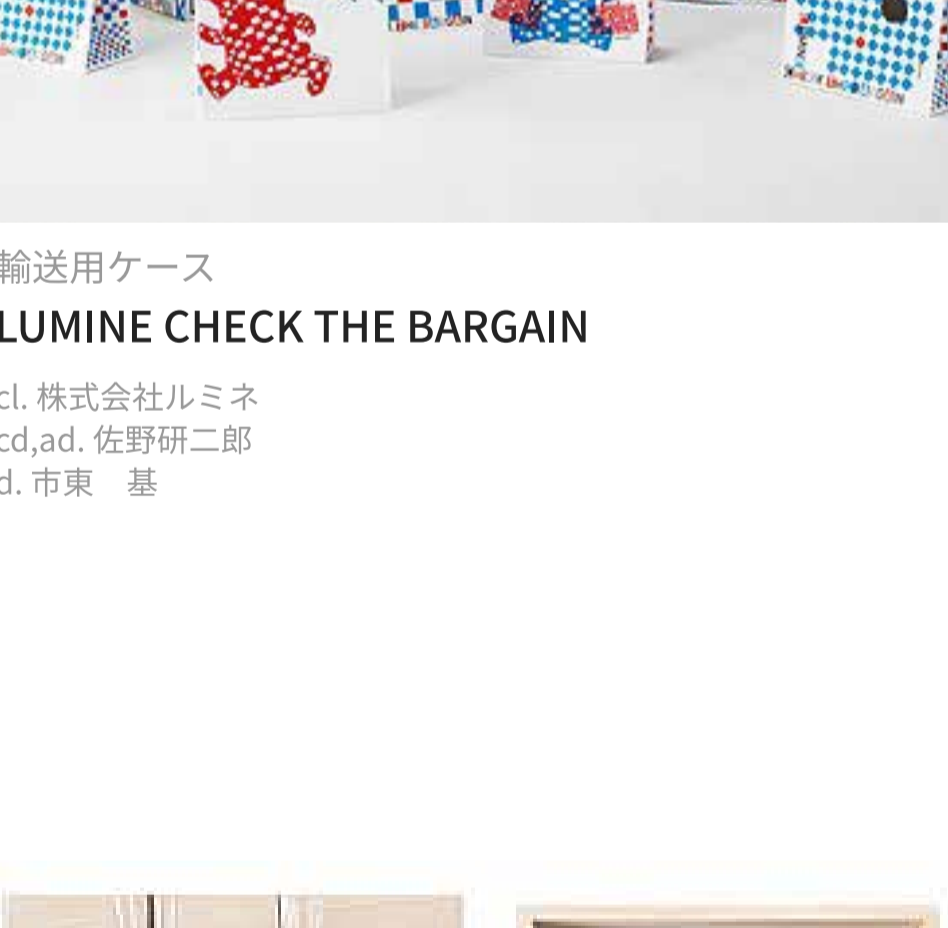 輸送用ケース
LUMINE CHECK THE BARGAIN
cl. 株式会社ルミネ
cd,ad. 佐野研二郎
d. 市東　基